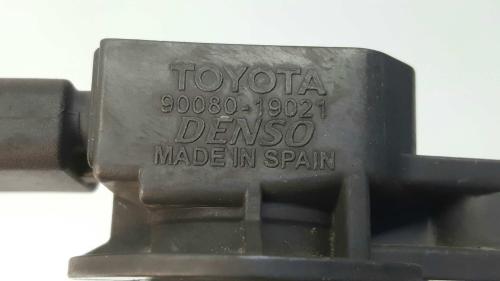 TOYOTA
90080-19021
DENSO
MADE IN SPAIN